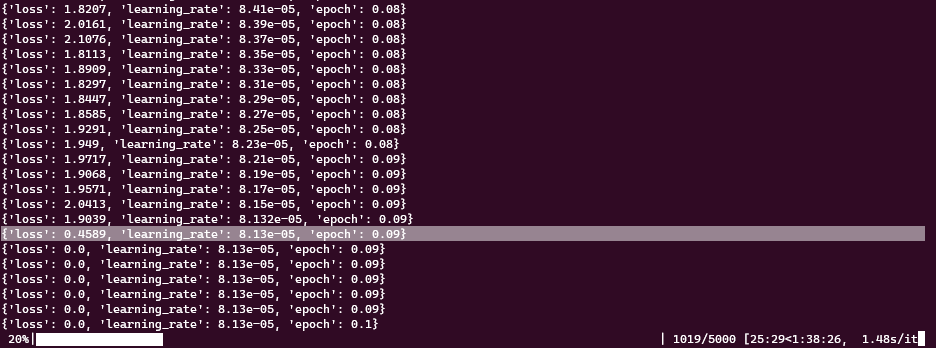 {'loss': 1.8207, 'learning_rate': 8.41e-05, 'epoch': 0.08}
{'loss': 2.0161, 'learning_rate': 8.39e-05, 'epoch': 0.08}
{'loss': 2.1076, 'learning_rate': 8.37e-05, 'epoch': 0.08}
{'loss': 1.8113, 'learning_rate': 8.35e-05, 'epoch': 0.08}
{'loss': 1.8909, 'learning_rate': 8.33e-05, 'epoch': 0.08}
{'loss': 1.8297, 'learning_rate': 8.31e-05, 'epoch': 0.08}
{'loss': 1.8447, 'learning_rate': 8.29e-05, 'epoch': 0.08}
{'loss': 1.8585, 'learning_rate': 8.27e-05, 'epoch': 0.08}
{'loss': 1.9291, 'learning_rate': 8.25e-05, 'epoch': 0.08}
{'loss': 1.949, 'learning_rate': 8.23e-05, 'epoch': 0.08}
{'loss': 1.9717, 'learning_rate': 8.21e-05, 'epoch': 0.09}
{'loss': 1.9068, 'learning_rate': 8.19e-05, 'epoch': 0.09}
{'loss': 1.9571, 'learning_rate': 8.17e-05, 'epoch': 0.09}
{'loss': 2.0413, 'learning_rate': 8.15e-05, 'epoch': 0.09}
{'loss': 1.9039, 'learning_rate': 8.132e-05, 'epoch': 0.09}
{'loss': 0.4589, 'learning_rate': 8.13e-05, 'epoch': 0.09}
{'loss': 0.0, 'learning_rate': 8.13e-05, 'epoch': 0.09}
{'loss': 0.0, 'learning_rate': 8.13e-05, 'epoch': 0.09}
{'loss': 0.0, 'learning_rate': 8.13e-05, 'epoch': 0.09}
{'loss': 0.0, 'learning_rate': 8.13e-05, 'epoch': 0.09}
{'loss': 0.0, 'learning_rate': 8.13e-05, 'epoch': 0.09}
{'loss': 0.0, 'learning_rate': 8.13e-05, 'epoch': 0.1}
20%| | 1019/5000 [25:29<1:38:26, 1.48s/it